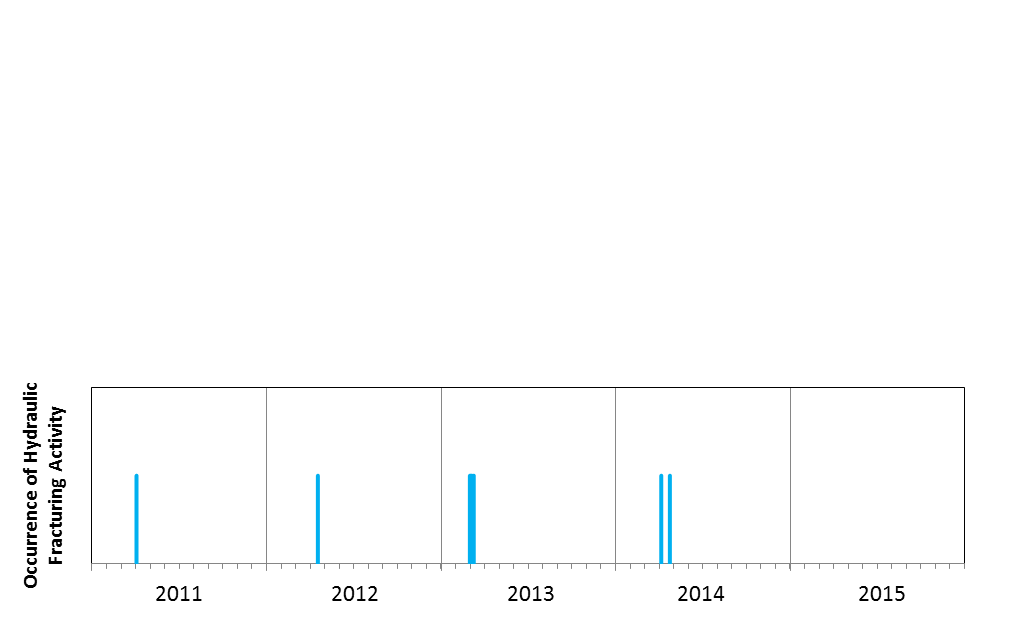 Occurrence of Hydraulic
Fracturing Activity
2011 2012 2013 2014 2015